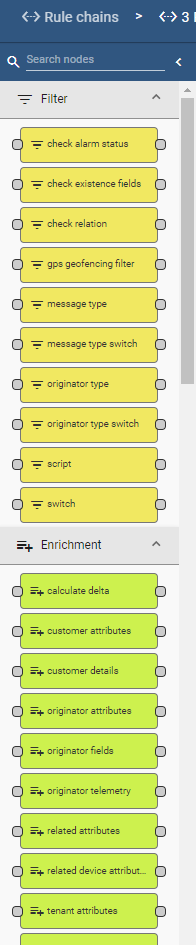 Rule chains > 3
Search nodes
Filter
check alarm status
check existence fields
check relation
gps geofencing filter
message type
message type switch
originator type
originator type switch
script
switch
Enrichment
calculate delta
customer attributes
customer details
originator attributes
originator fields
originator telemetry
related attributes
related device attribut...
tenant attributes